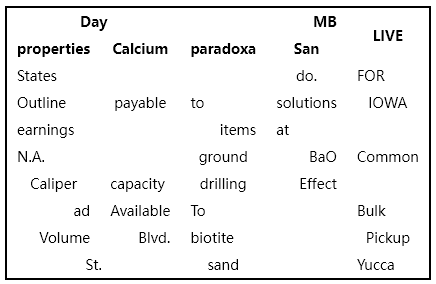 Day MB LIVE
properties Calcium paradoxa San
States do. FOR
Outline payable to solutions IOWA
earnings items at
N.A. ground BaO Common
Caliper capacity drilling Effect
ad Available To Bulk
Volume Blvd. biotite Pickup
St. sand Yucca